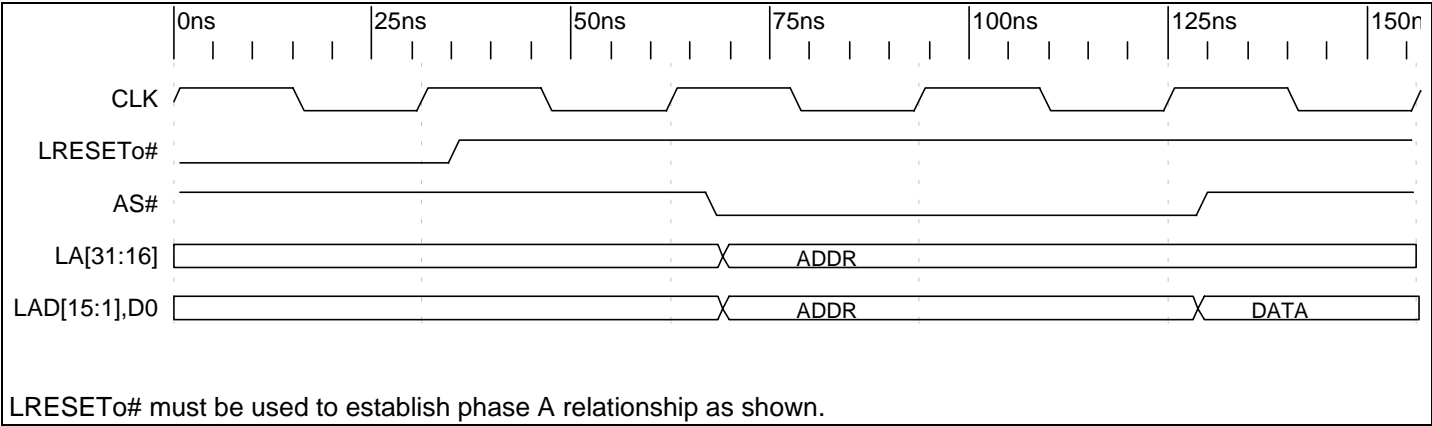 0ns 25ns 50ns 75ns 100ns 125ns 150n
CLK
LRESETo#
AS#
LA[31:16] ADDR
LAD[15:1],D0 ADDR DATA
LRESETo# must be used to establish phase A relationship as shown.